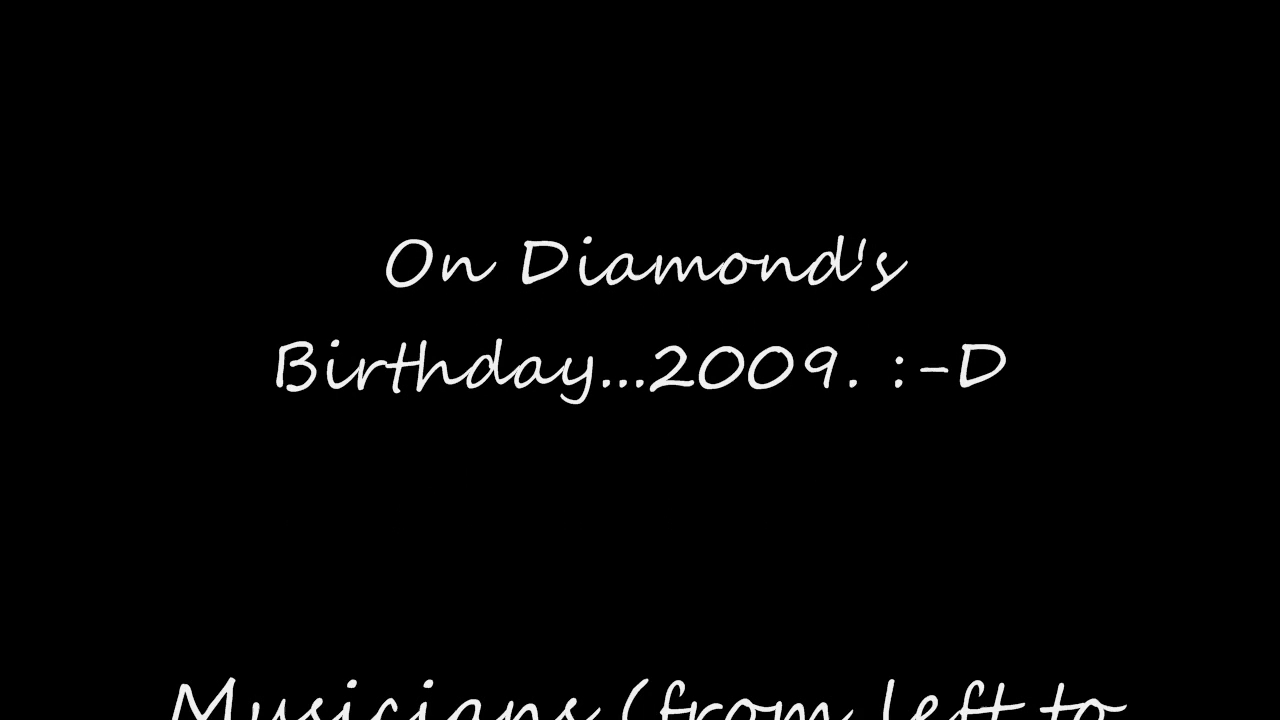 On Diamond's
Birthday...2009. :-D
Musicians (from left to